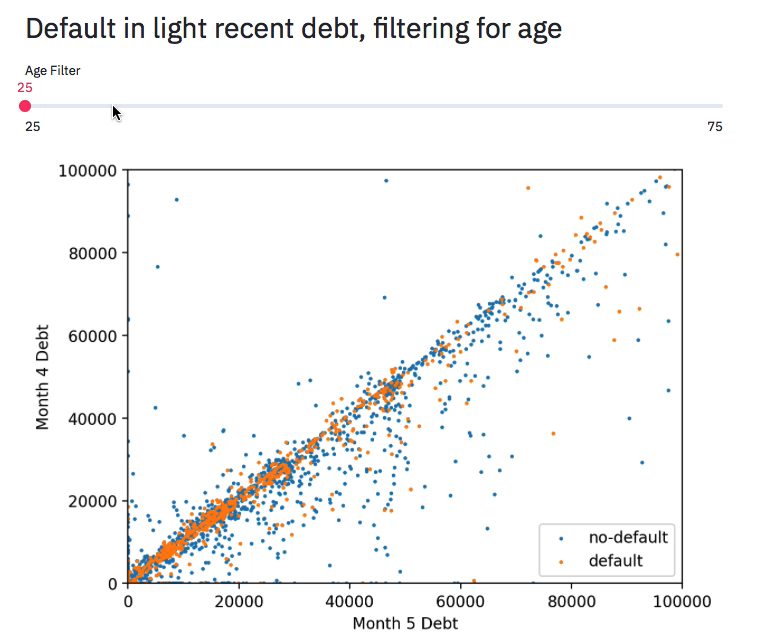 Default in light recent debt, filtering for age
Age Filter
25
25 75
100000
80000
60000
40000
20000
0
Month 4 Debt
no-default
default
0 20000 40000 60000 80000 100000
Month 5 Debt